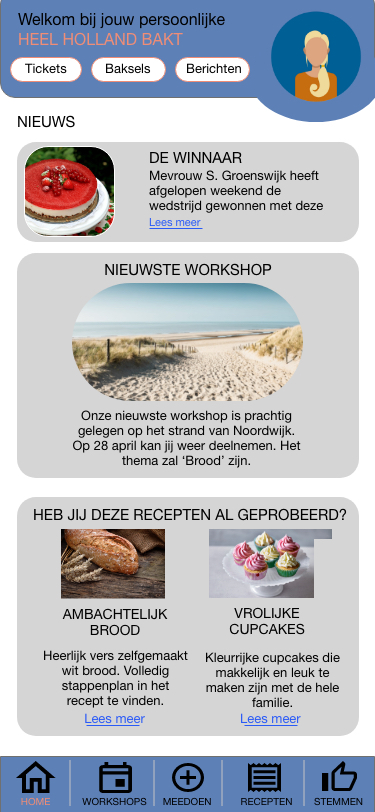 Welkom bij jouw persoonlijke
HEEL HOLLAND BAKT
Tickets
Baksels
Berichten
NIEUWS
DE WINNAAR
Mevrouw S. Groenswijk heeft
afgelopen weekend de
wedstrijd gewonnen met deze
Lees meer
NIEUWSTE WORKSHOP
Onze nieuwste workshop is prachtig
gelegen op het strand van Noordwijk.
Op 28 april kan jij weer deelnemen. Het
thema zal ‘Brood’ zijn.
HEB JIJ DEZE RECEPTEN AL GEPROBEERD?
AMBACHTELIJK
BROOD
Heerlijk vers zelfgemaakt
wit brood. Volledig
stappenplan in het
recept te vinden.
Lees meer
VROLIJKE
CUPCAKES
Kleurrijke cupcakes die
makkelijk en leuk te
maken zijn met de hele
familie.
Lees meer
HOME
WORKSHOPS
MEEDOEN
RECEPTEN
STEMMEN